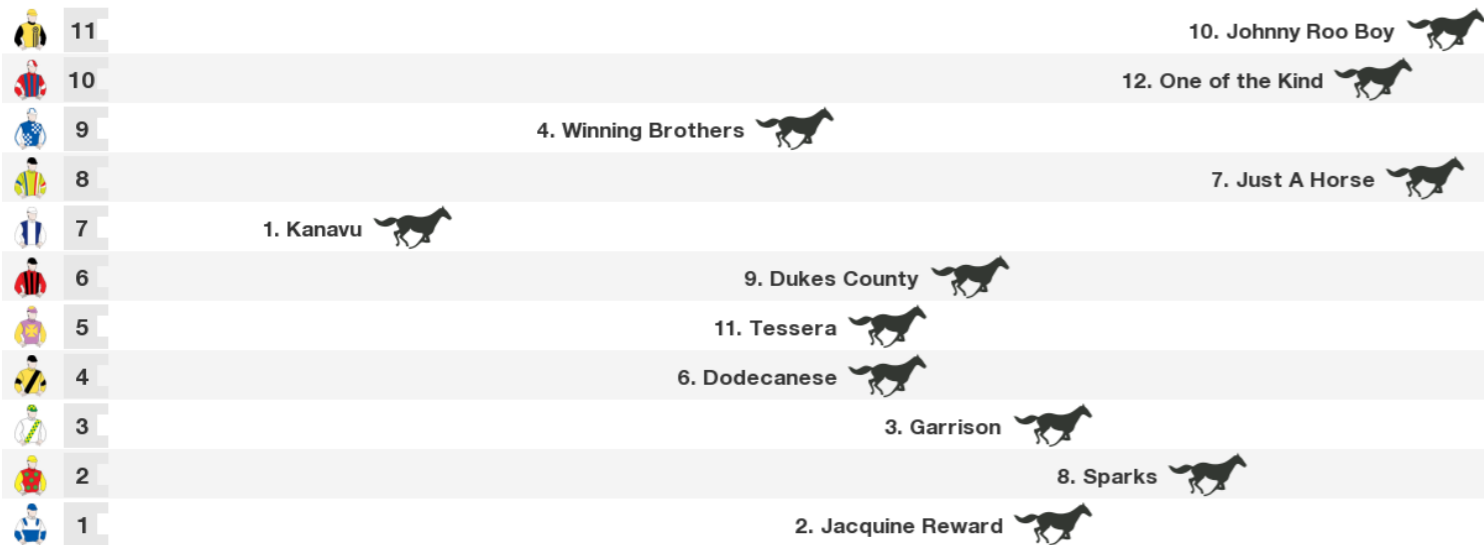 11 10. Johnny Roo Boy
10 12. One of the Kind
9 4. Winning Brothers
8 7. Just A Horse
7 1. Kanavu
6 9. Dukes County
5 11. Tessera
4 6. Dodecanese
3 3. Garrison
2 8. Sparks
1 2. Jacquine Reward